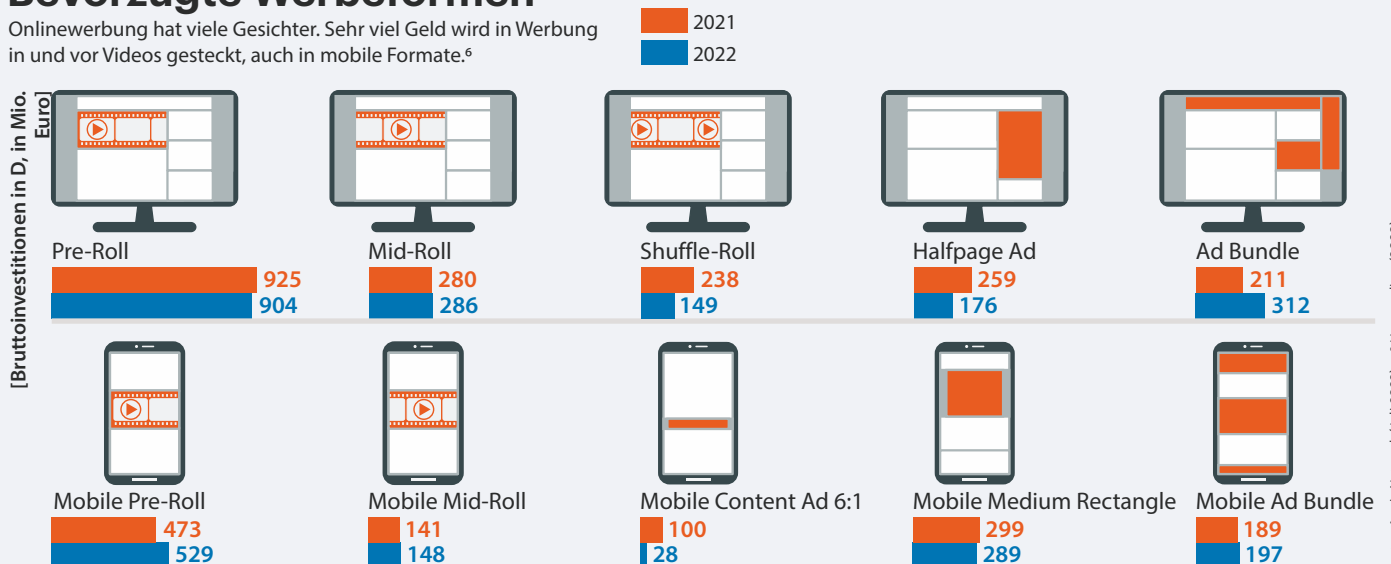 Bevorzugte Werbeformen
Onlinewerbung hat viele Gesichter. Sehr viel Geld wird in Werbung
in und vor Videos gesteckt, auch in mobile Formate.⁶
2021
2022
[Bruttoinvestitionen in D, in Mio.
Euro]
Pre-Roll
925
904
Mid-Roll
280
286
Shuffle-Roll
238
149
Halfpage Ad
259
176
Ad Bundle
211
312
Mobile Pre-Roll
473
529
Mobile Mid-Roll
141
148
Mobile Content Ad 6:1
100
28
Mobile Medium Rectangle
299
289
Mobile Ad Bundle
189
197